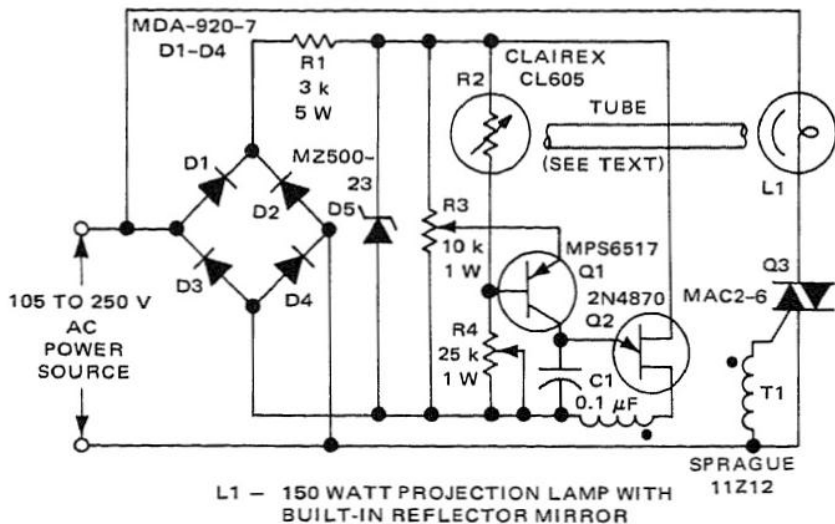 MDA-920-7
D1-D4
R1
3 k
5 W
CLAIREX
CL605
R2
TUBE
(SEE TEXT)
L1
D1
D2
D3
D4
MZ500-
23
D5
R3
10 k
1 W
MPS6517
Q1
2N4870
Q2
Q3
MAC2-6
105 TO 250 V
AC
POWER
SOURCE
R4
25 k
1 W
C1
0.1 µF
T1
SPRAGUE
11Z12
L1 – 150 WATT PROJECTION LAMP WITH
BUILT-IN REFLECTOR MIRROR